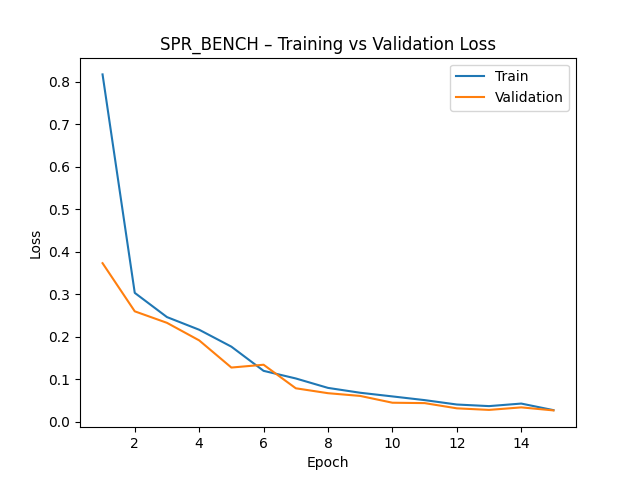 SPR_BENCH – Training vs Validation Loss
Train
Validation
Loss
0.8
0.7
0.6
0.5
0.4
0.3
0.2
0.1
0.0
2 4 6 8 10 12 14
Epoch